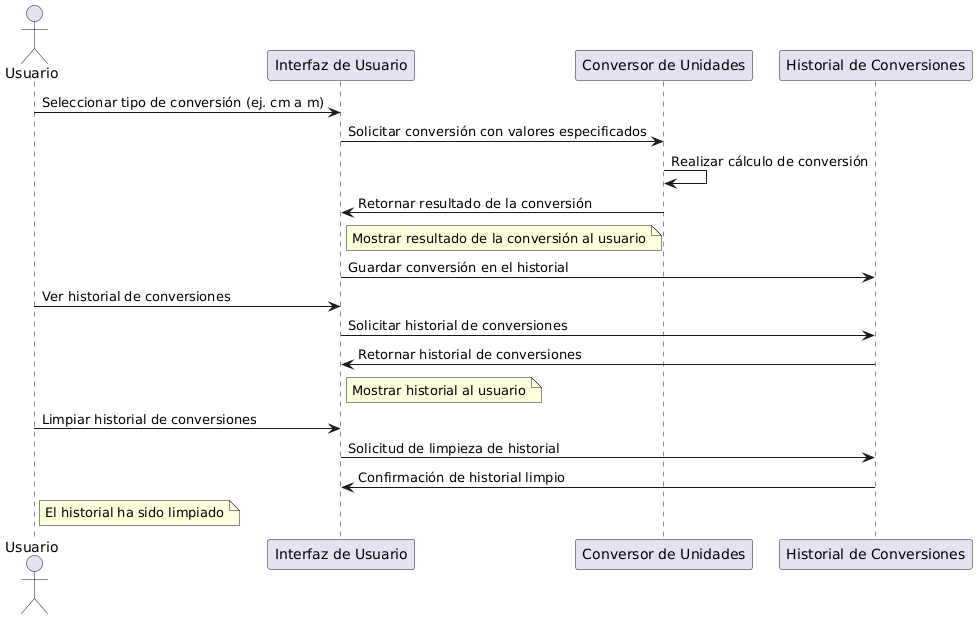 Usuario
Interfaz de Usuario
Conversor de Unidades
Historial de Conversiones
Seleccionar tipo de conversión (ej. cm a m)
Solicitar conversión con valores especificados
Realizar cálculo de conversión
Retornar resultado de la conversión
Mostrar resultado de la conversión al usuario
Guardar conversión en el historial
Ver historial de conversiones
Solicitar historial de conversiones
Retornar historial de conversiones
Mostrar historial al usuario
Limpiar historial de conversiones
Solicitud de limpieza de historial
Confirmación de historial limpio
El historial ha sido limpiado
Usuario
Interfaz de Usuario
Conversor de Unidades
Historial de Conversiones